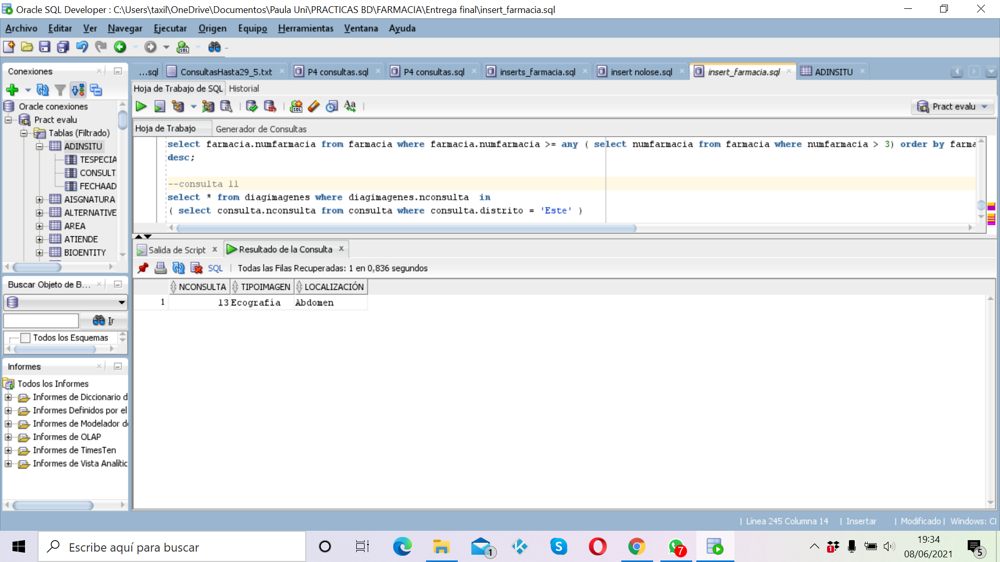 Oracle SQL Developer : C:\Users\taxil\OneDrive\Documentos\Paula Uni\PRACTICAS BD\FARMACIA\Entrega final\insert_farmacia.sql
Archivo Editar Ver Navegar Ejecutar Origen Equipo Herramientas Ventana Ayuda
Conexiones
...sql ConsultasHasta29_5.txt P4 consultas.sql P4 consultas.sql inserts_farmacia.sql insert nolose.sql insert_farmacia.sql ADINSITU
Hoja de Trabajo de SQL Historial
Pract evalu
Oracle conexiones
Pract evalu
Tablas (Filtrado)
ADINSITU
TESPECIA
CONSULT
FECHAAD
AISGNATURA
ALTERNATIVE
AREA
ATIENDE
BIOENTITY
Hoja de Trabajo Generador de Consultas
select farmacia.numfarmacia from farmacia where farmacia.numfarmacia >= any ( select numfarmacia from farmacia where numfarmacia > 3) order by farma
desc;
--consulta 11
select * from diagimagenes where diagimagenes.nconsulta  in
( select consulta.nconsulta from consulta where consulta.distrito = 'Este' )
Salida de Script Resultado de la Consulta
SQL Todas las Filas Recuperadas: 1 en 0,836 segundos
NCONSULTA TIPOIMAGEN LOCALIZACIÓN
1 13 Ecografía Abdomen
Buscar Objeto de B...
Ir
Todos los Esquemas
Informes
Todos los Informes
Informes de Diccionario d
Informes Definidos por el
Informes de Modelador de
Informes de OLAP
Informes de TimesTen
Informes de Vista Analític
Línea 245 Columna 14 | Insertar | Modificado | Windows: Cl
Escribe aquí para buscar
1
7
1
19:34
08/06/2021
5